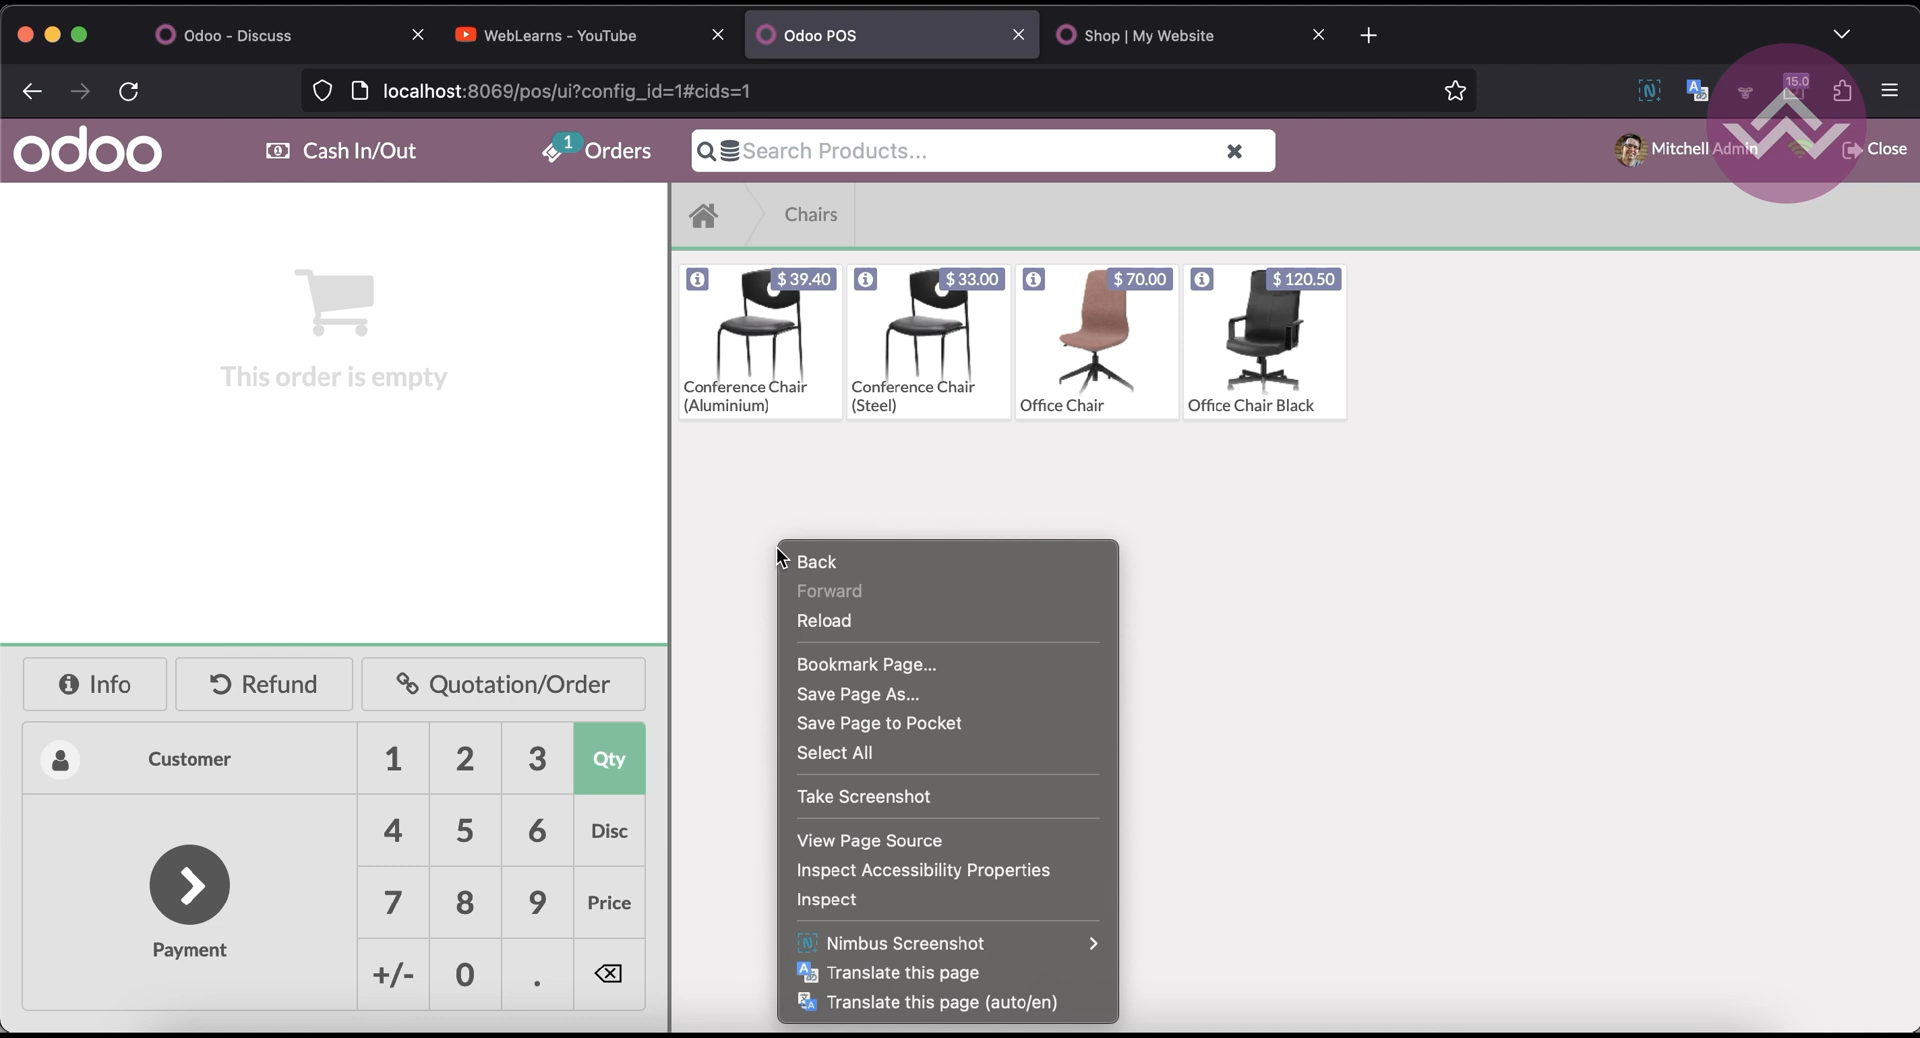 Odoo - Discuss
WebLearns - YouTube
Odoo POS
Shop | My Website
localhost:8069/pos/ui?config_id=1#cids=1
15.0
odoo
Cash In/Out
1
Orders
Search Products...
Mitchell Admin
Close
Chairs
This order is empty
$ 39.40
Conference Chair
(Aluminium)
$ 33.00
Conference Chair
(Steel)
$ 70.00
Office Chair
$ 120.50
Office Chair Black
Back
Forward
Reload
Bookmark Page...
Save Page As...
Save Page to Pocket
Select All
Take Screenshot
View Page Source
Inspect Accessibility Properties
Inspect
Nimbus Screenshot
Translate this page
Translate this page (auto/en)
Info
Refund
Quotation/Order
Customer
1 2 3 Qty
4 5 6 Disc
7 8 9 Price
+/- 0 .
Payment